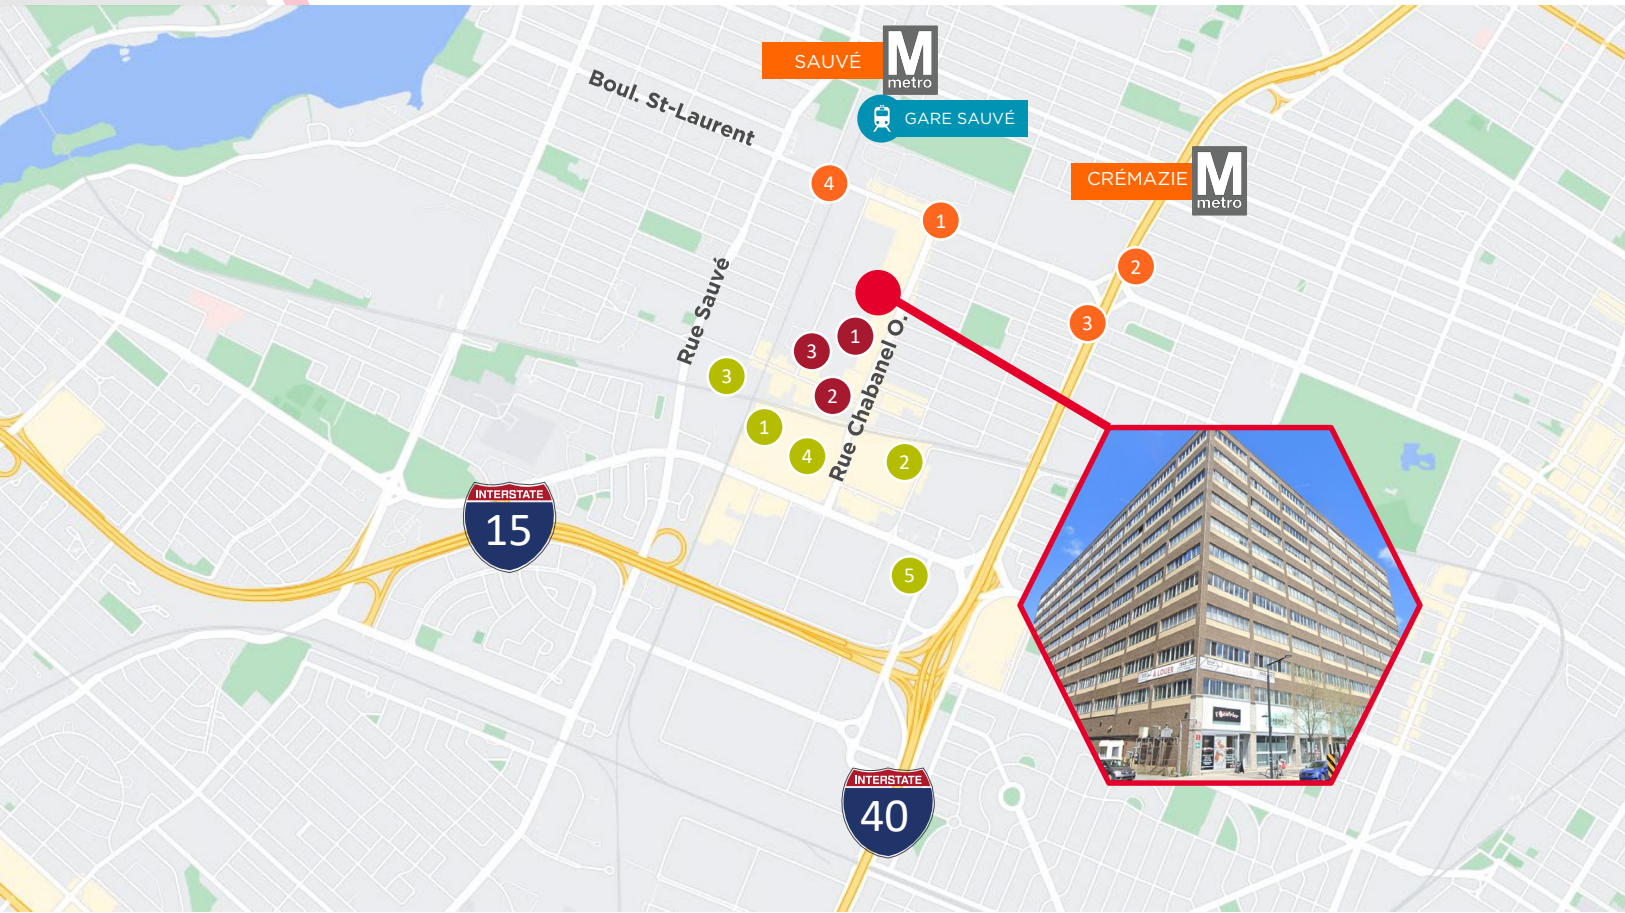 SAUVÉ
M
metro
Boul. St-Laurent
GARE SAUVÉ
CRÉMAZIE
M
metro
4
1
2
Rue Sauvé
3
1
3
3
2
Rue Chabanel O.
1
4
2
INTERSTATE
15
5
À LOUER
INTERSTATE
40